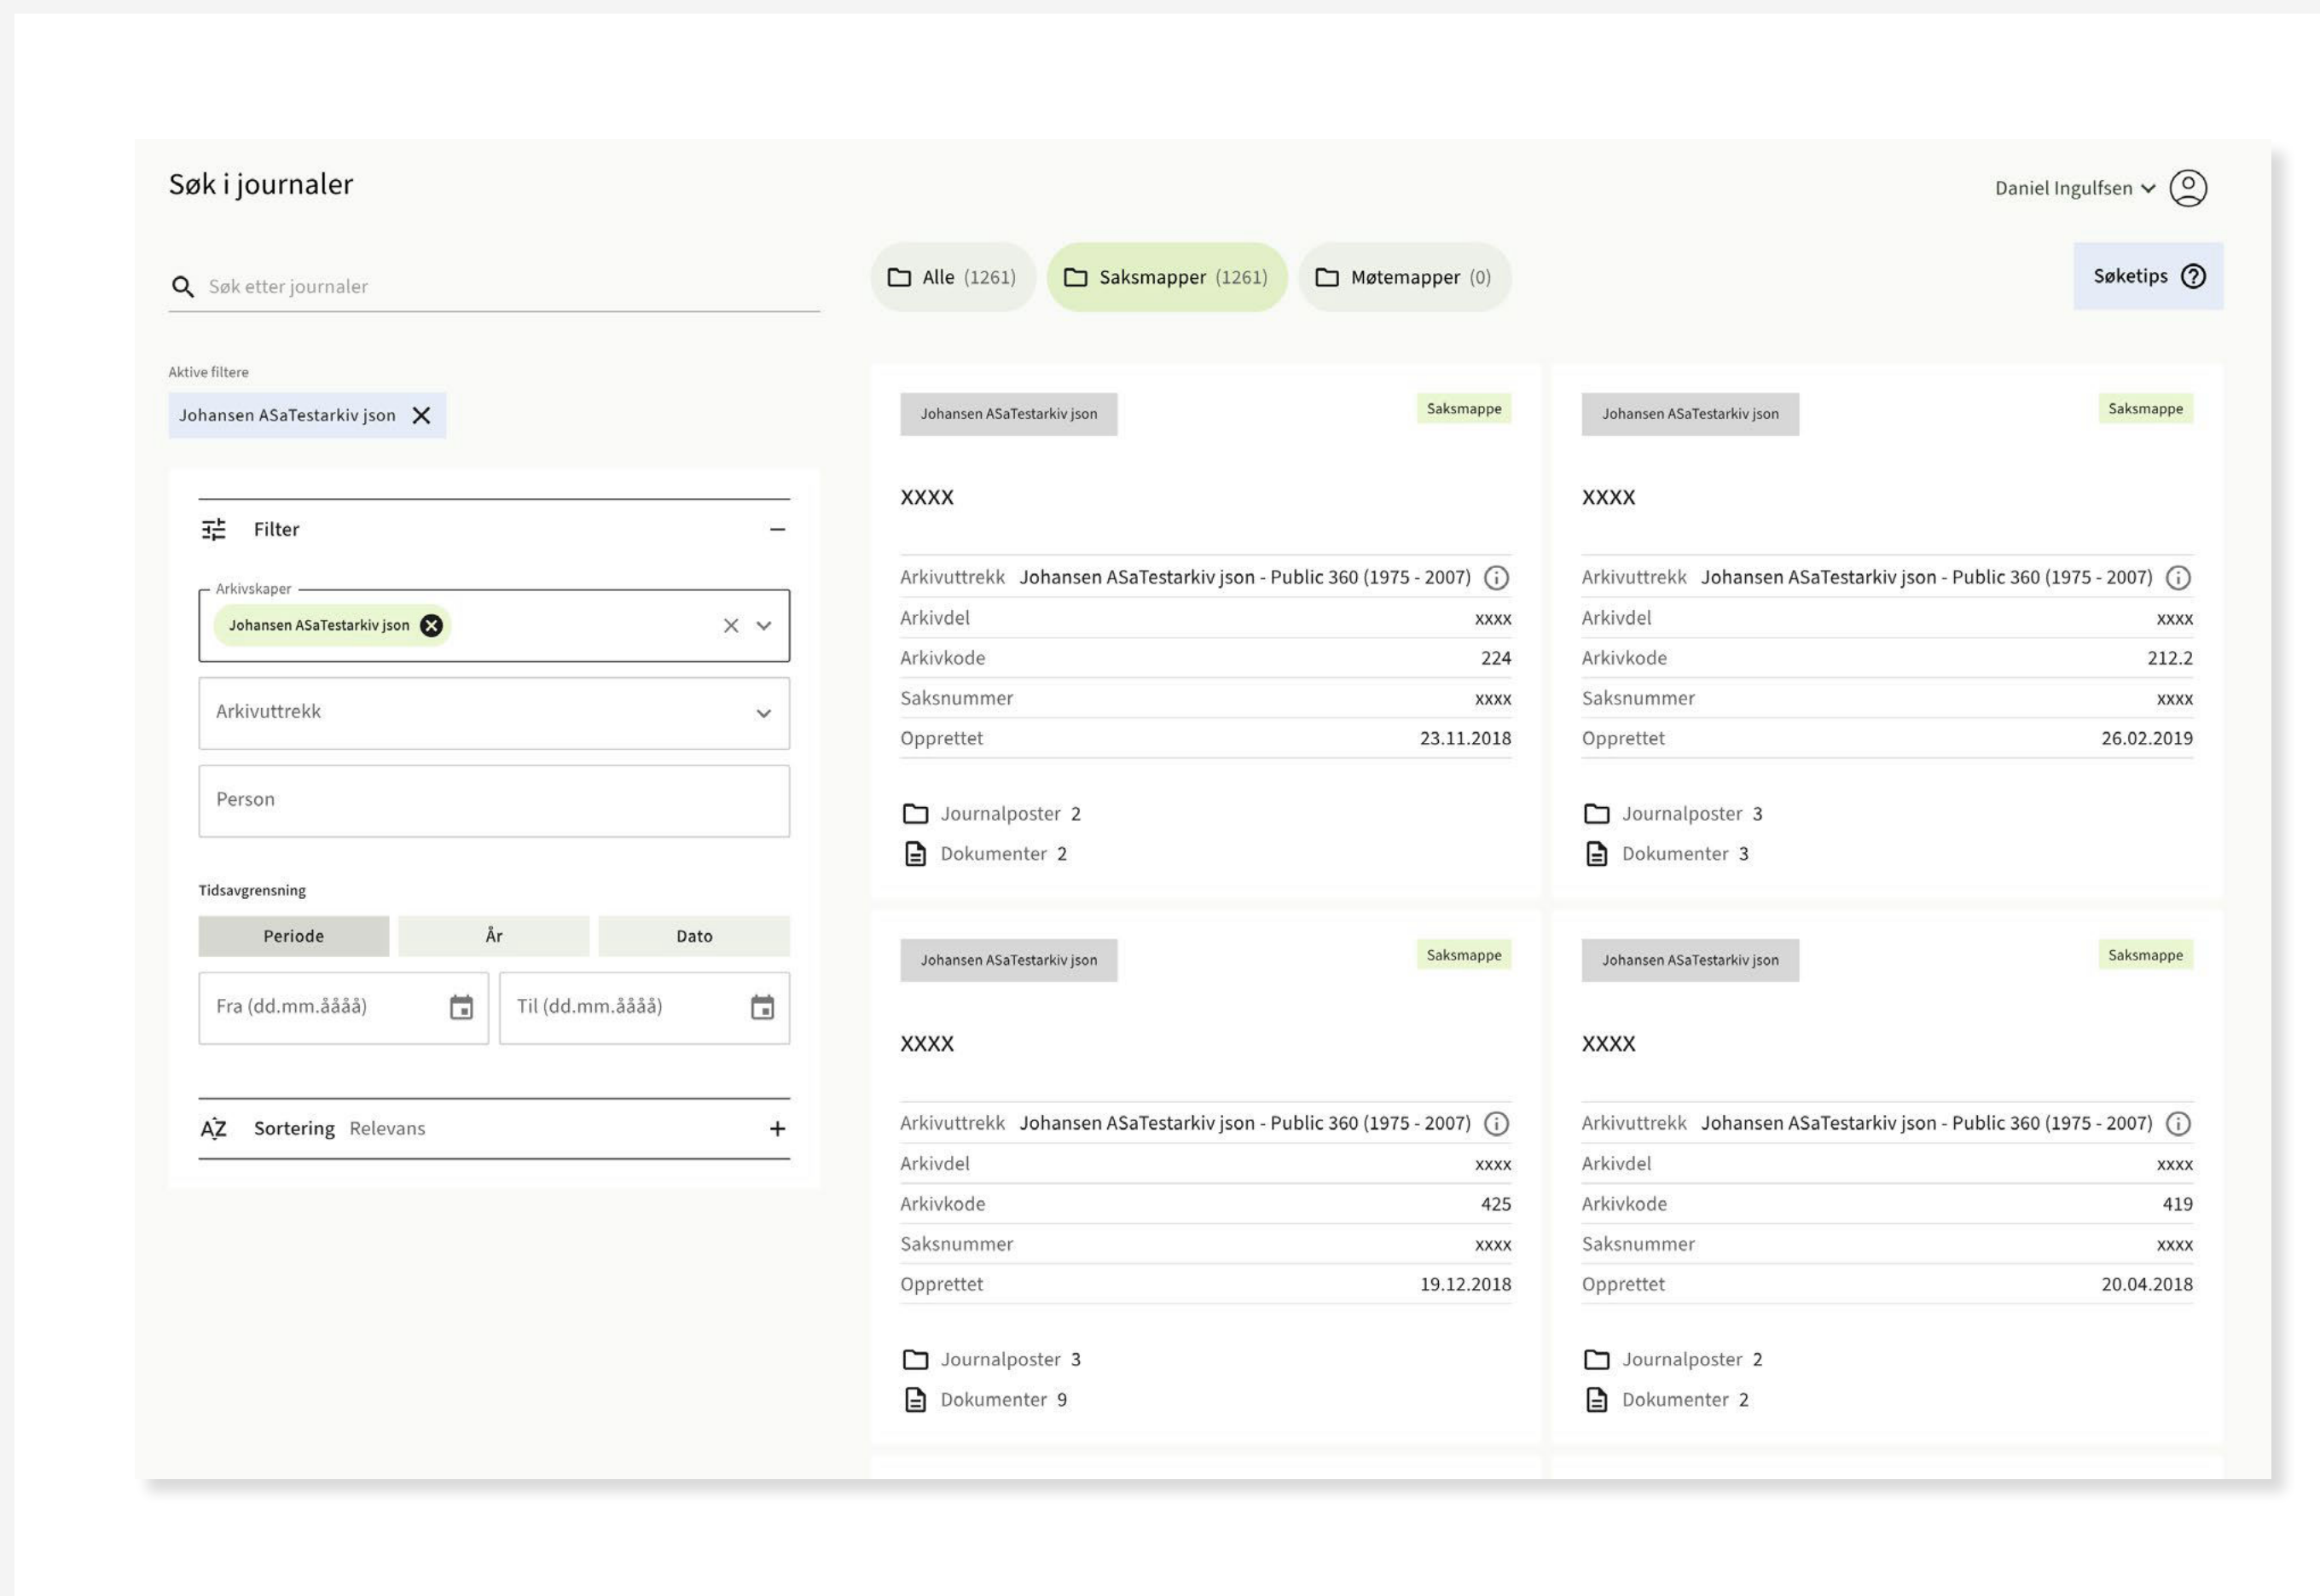 Søk i journaler
Daniel Ingulfsen
Søk etter journaler
Alle (1261)
Saksmapper (1261)
Møtemapper (0)
Søketips
Aktive filtere
Johansen ASaTestarkiv json
Filter
Arkivskaper
Johansen ASaTestarkiv json
Arkivuttrekk
Person
Tidsavgrensning
Periode
År
Dato
Fra (dd.mm.åååå)
Til (dd.mm.åååå)
AZ Sortering Relevans
Johansen ASaTestarkiv json
Saksmappe
XXXX
Arkivuttrekk Johansen ASaTestarkiv json - Public 360 (1975 - 2007)
Arkivdel xxxx
Arkivkode 224
Saksnummer xxxx
Opprettet 23.11.2018
Journalposter 2
Dokumenter 2
Johansen ASaTestarkiv json
Saksmappe
XXXX
Arkivuttrekk Johansen ASaTestarkiv json - Public 360 (1975 - 2007)
Arkivdel xxxx
Arkivkode 212.2
Saksnummer xxxx
Opprettet 26.02.2019
Journalposter 3
Dokumenter 3
Johansen ASaTestarkiv json
Saksmappe
XXXX
Arkivuttrekk Johansen ASaTestarkiv json - Public 360 (1975 - 2007)
Arkivdel xxxx
Arkivkode 425
Saksnummer xxxx
Opprettet 19.12.2018
Journalposter 3
Dokumenter 9
Johansen ASaTestarkiv json
Saksmappe
XXXX
Arkivuttrekk Johansen ASaTestarkiv json - Public 360 (1975 - 2007)
Arkivdel xxxx
Arkivkode 419
Saksnummer xxxx
Opprettet 20.04.2018
Journalposter 2
Dokumenter 2